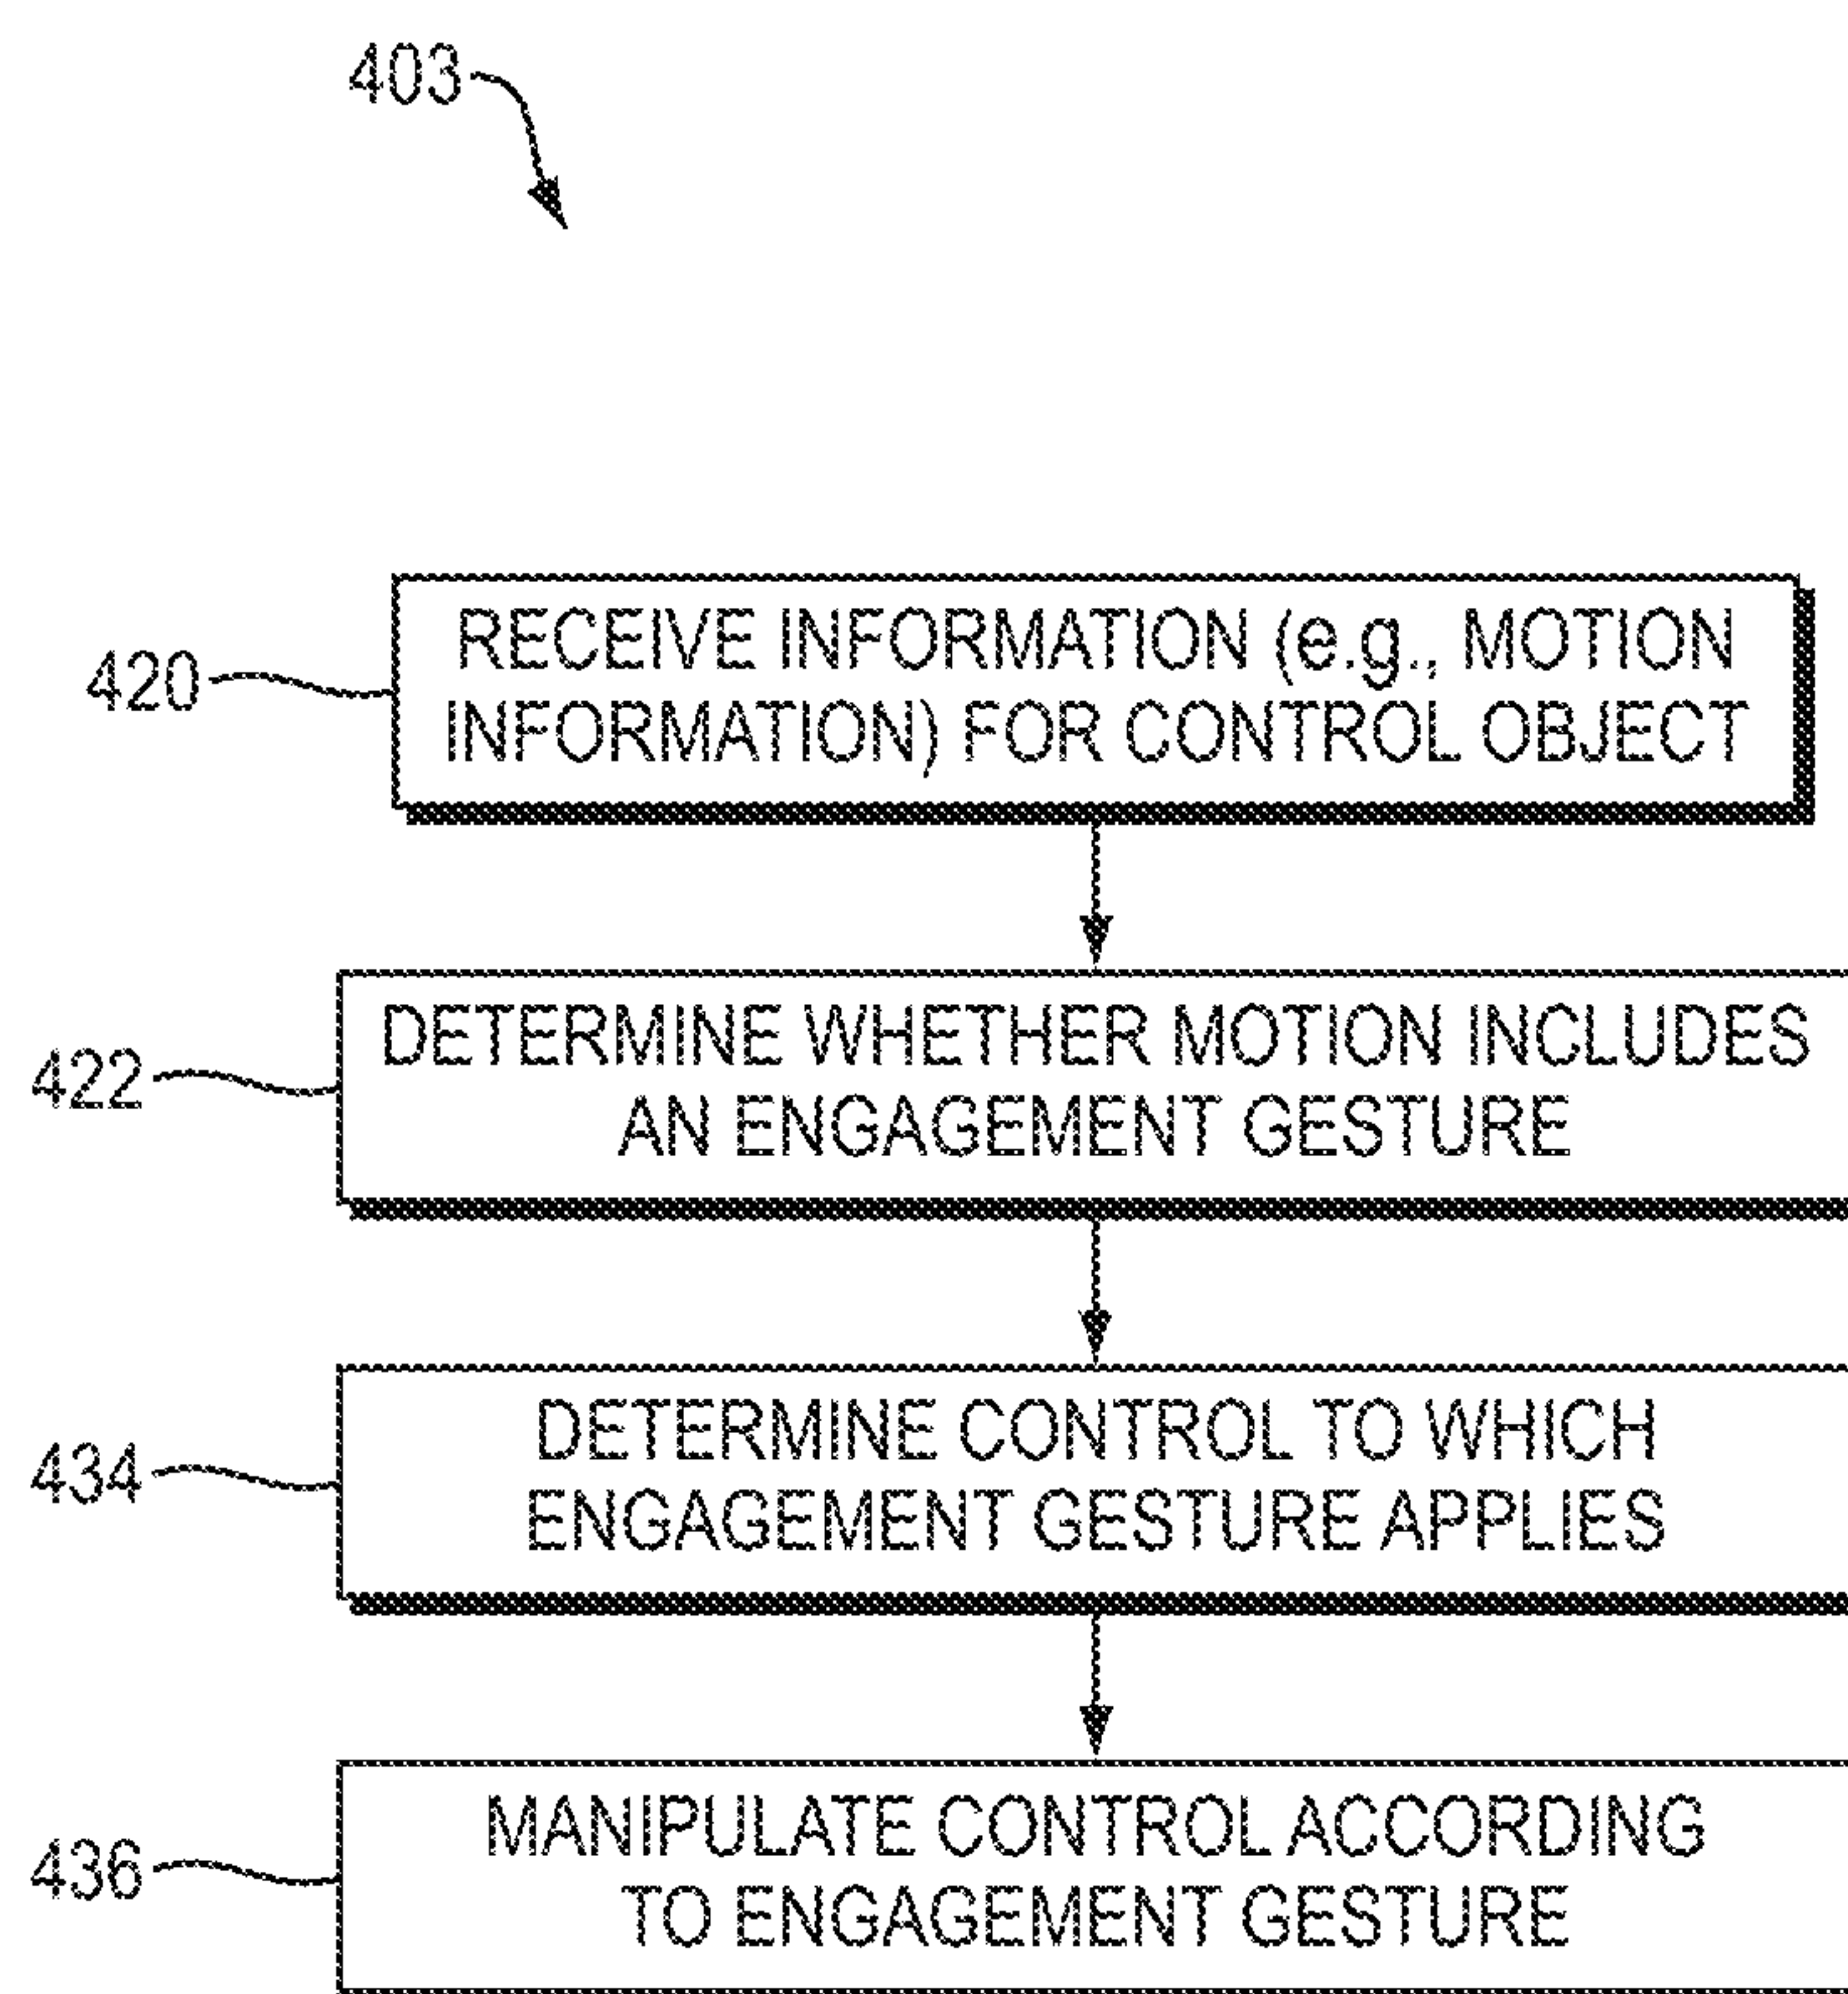 403
420
RECEIVE INFORMATION (e.g., MOTION
INFORMATION) FOR CONTROL OBJECT
422
DETERMINE WHETHER MOTION INCLUDES
AN ENGAGEMENT GESTURE
434
DETERMINE CONTROL TO WHICH
ENGAGEMENT GESTURE APPLIES
436
MANIPULATE CONTROL ACCORDING
TO ENGAGEMENT GESTURE